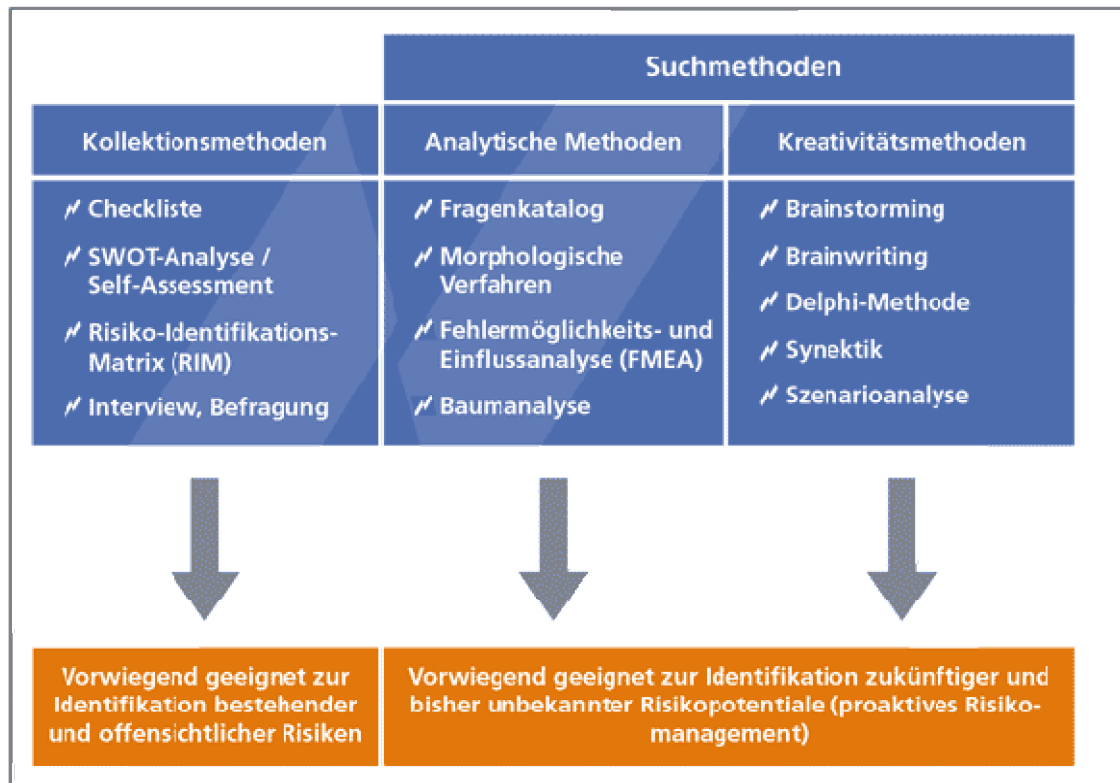 Suchmethoden
Kollektionsmethoden
Analytische Methoden
Kreativitätsmethoden
Checkliste
SWOT-Analyse /
Self-Assessment
Risiko-Identifikations-
Matrix (RIM)
Interview, Befragung
Fragenkatalog
Morphologische
Verfahren
Fehlermöglichkeits- und
Einflussanalyse (FMEA)
Baumanalyse
Brainstorming
Brainwriting
Delphi-Methode
Synektik
Szenarioanalyse
Vorwiegend geeignet zur
Identifikation bestehender
und offensichtlicher Risiken
Vorwiegend geeignet zur Identifikation zukünftiger und
bisher unbekannter Risikopotentiale (proaktives Risiko-
management)